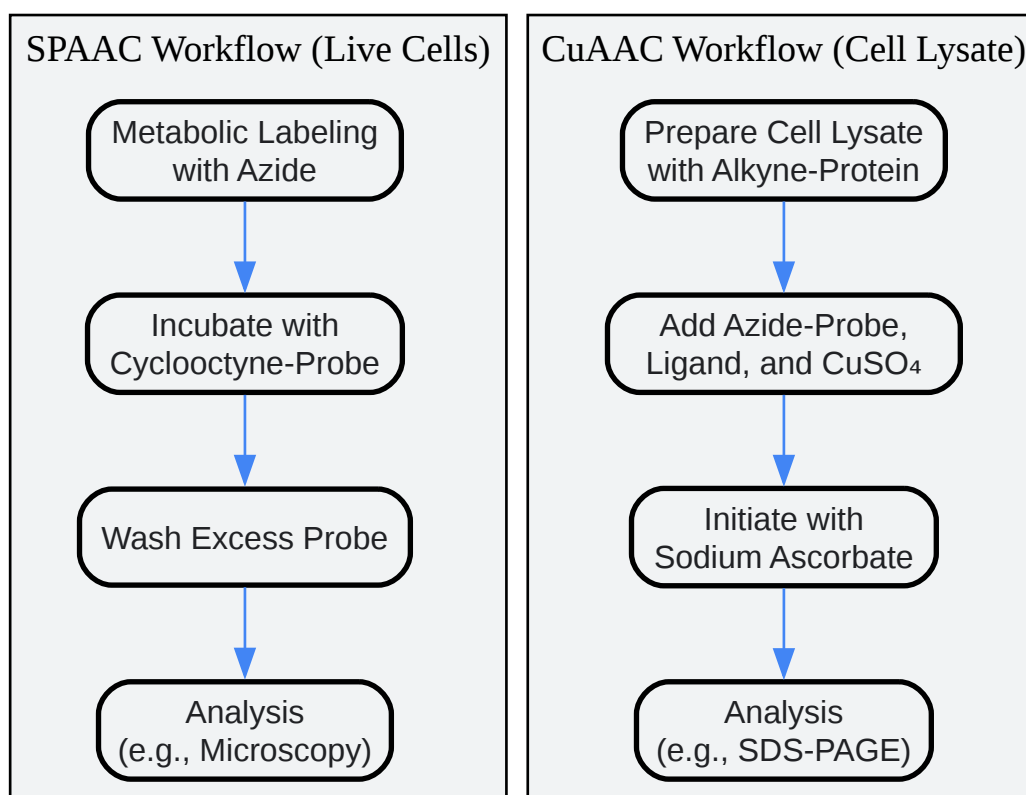 SPAAC Workflow (Live Cells)
Metabolic Labeling
with Azide
Incubate with
Cyclooctyne-Probe
Wash Excess Probe
Analysis
(e.g., Microscopy)
CuAAC Workflow (Cell Lysate)
Prepare Cell Lysate
with Alkyne-Protein
Add Azide-Probe,
Ligand, and CuSO₄
Initiate with
Sodium Ascorbate
Analysis
(e.g., SDS-PAGE)